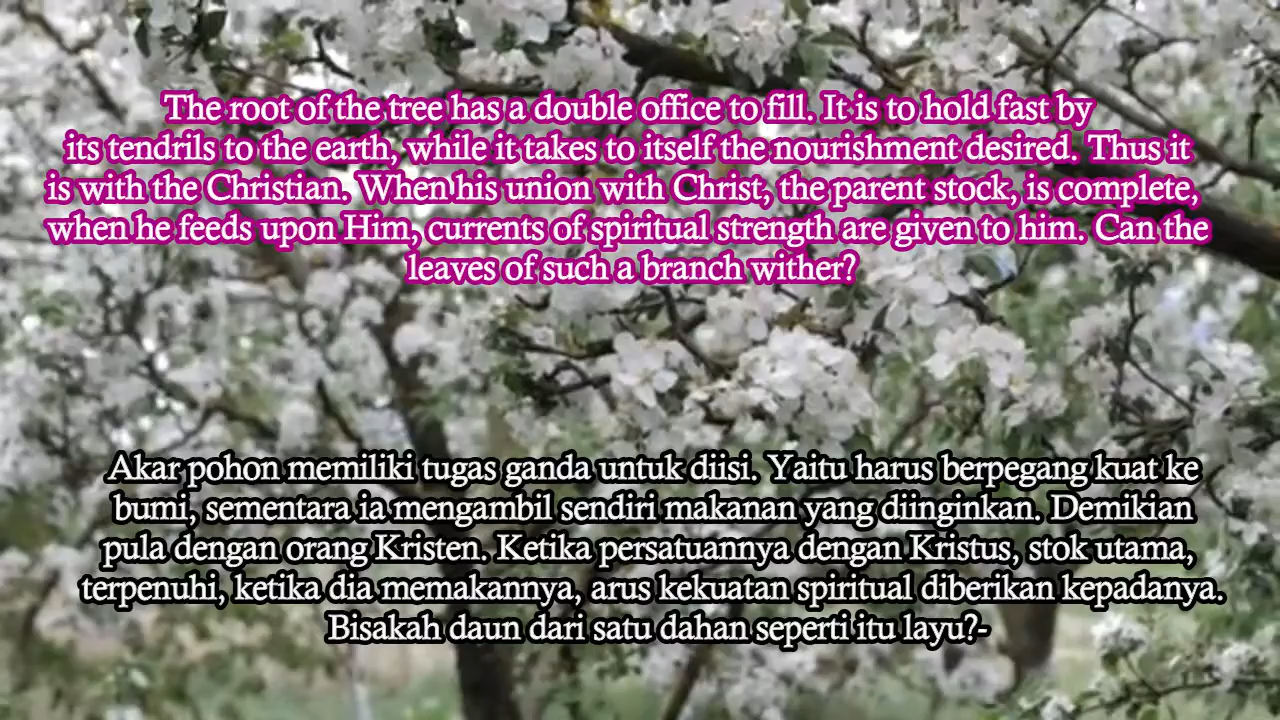 The root of the tree has a double office to fill. It is to hold fast by
its tendrils to the earth, while it takes to itself the nourishment desired. Thus it
is with the Christian. When his union with Christ, the parent stock, is complete,
when he feeds upon Him, currents of spiritual strength are given to him. Can the
leaves of such a branch wither?
Akar pohon memiliki tugas ganda untuk diisi. Yaitu harus berpegang kuat ke
bumi, sementara ia mengambil sendiri makanan yang diinginkan. Demikian
pula dengan orang Kristen. Ketika persatuannya dengan Kristus, stok utama,
terpenuhi, ketika dia memakannya, arus kekuatan spiritual diberikan kepadanya.
Bisakah daun dari satu dahan seperti itu layu?-